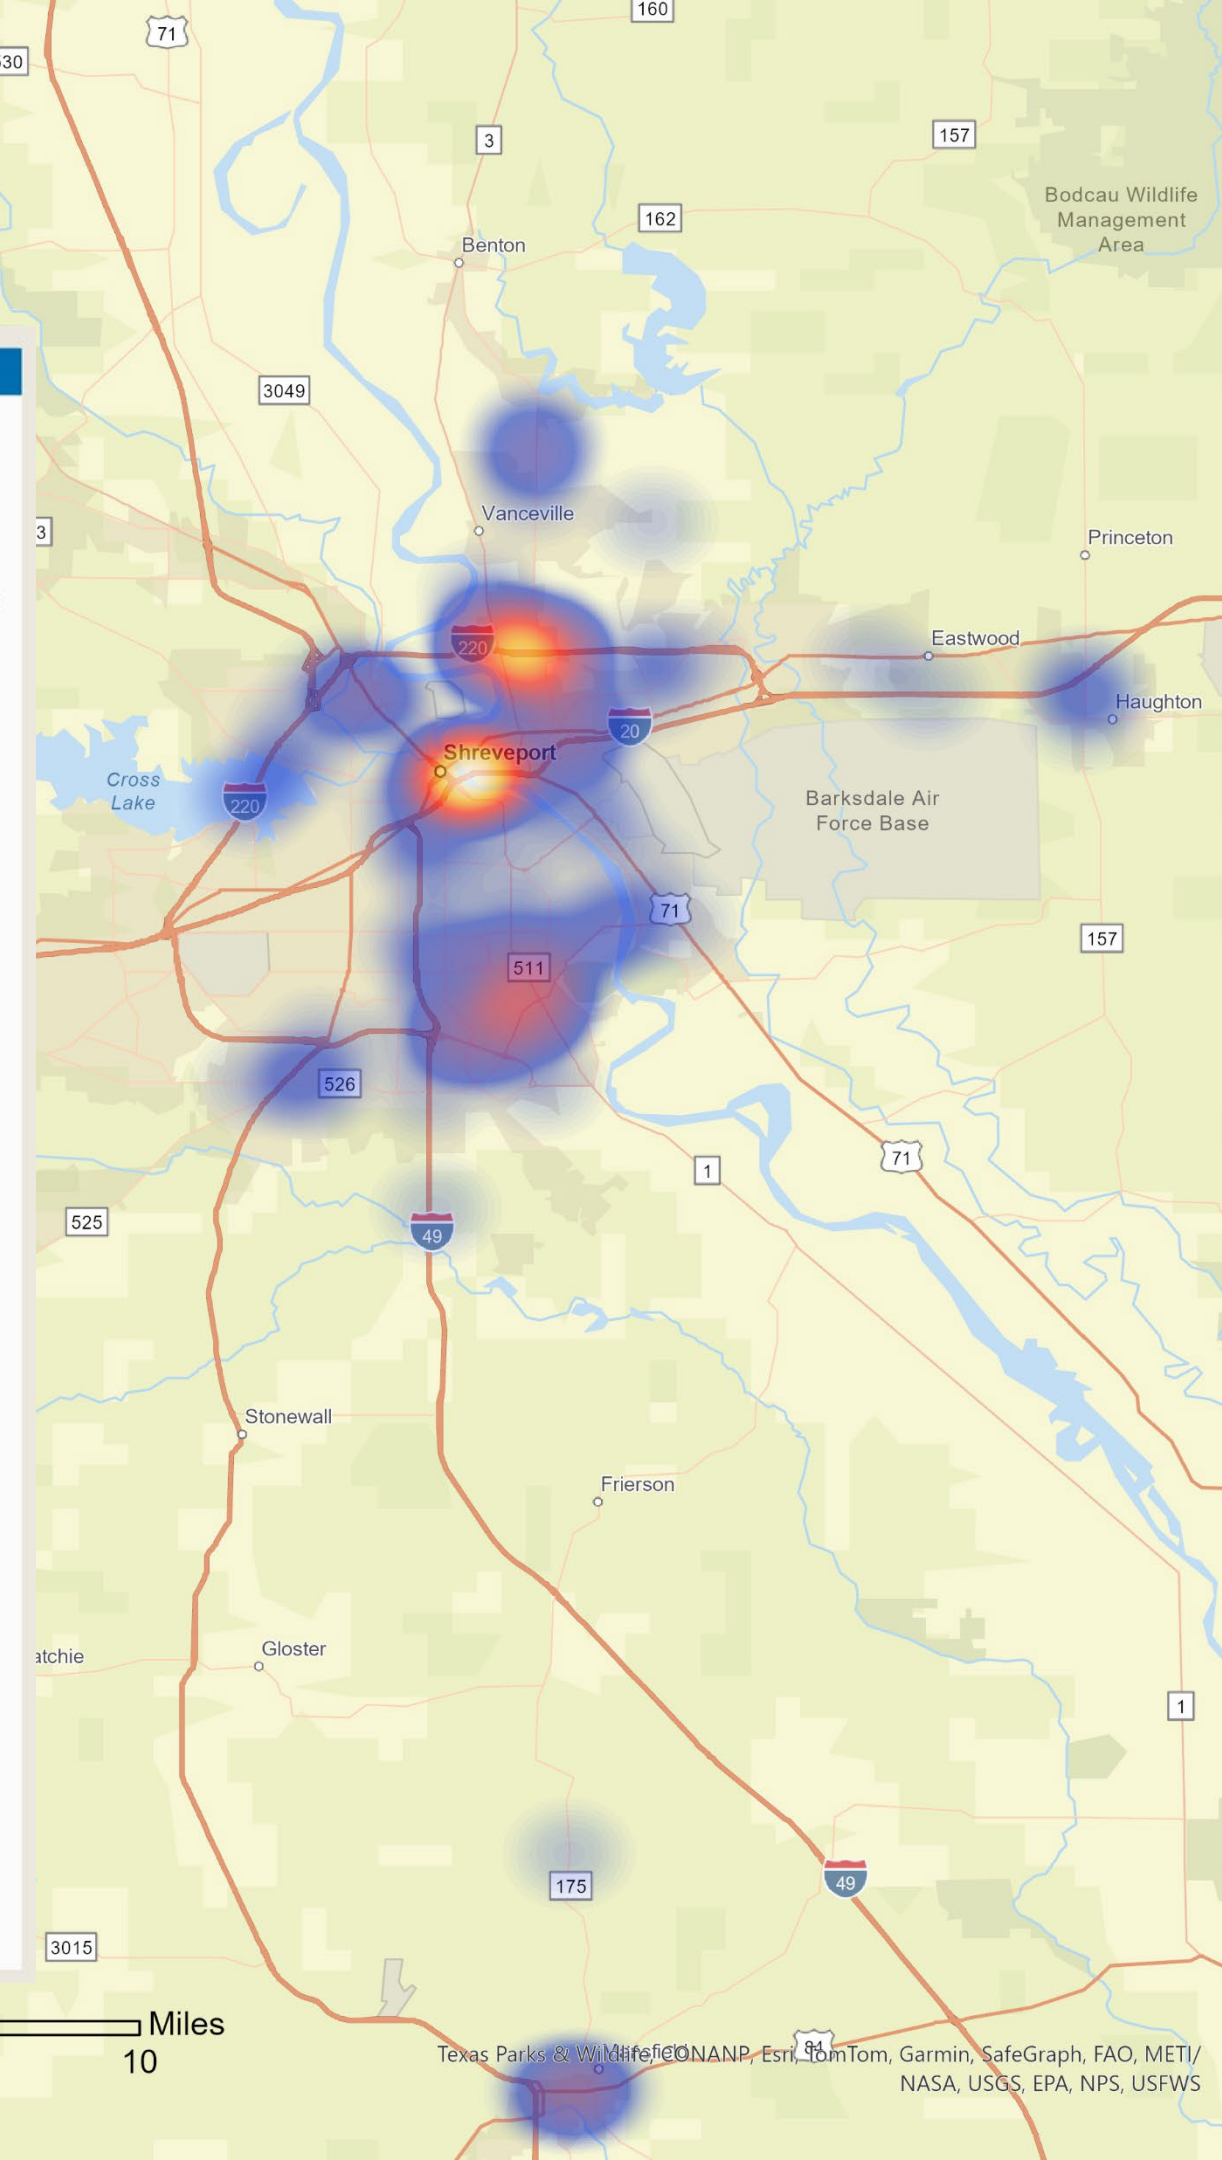 160
71
530
3
157
Bodcau Wildlife
Management
Area
162
Benton
3049
Vanceville
3
Princeton
Eastwood
220
Haughton
20
Shreveport
Cross
Lake
220
Barksdale Air
Force Base
71
157
511
526
71
1
525
49
Stonewall
Frierson
Gloster
atchie
1
49
175
3015
Miles
10
84
Mansfield
Texas Parks & Wildlife, CONANP, Esri, TomTom, Garmin, SafeGraph, FAO, METI/
NASA, USGS, EPA, NPS, USFWS